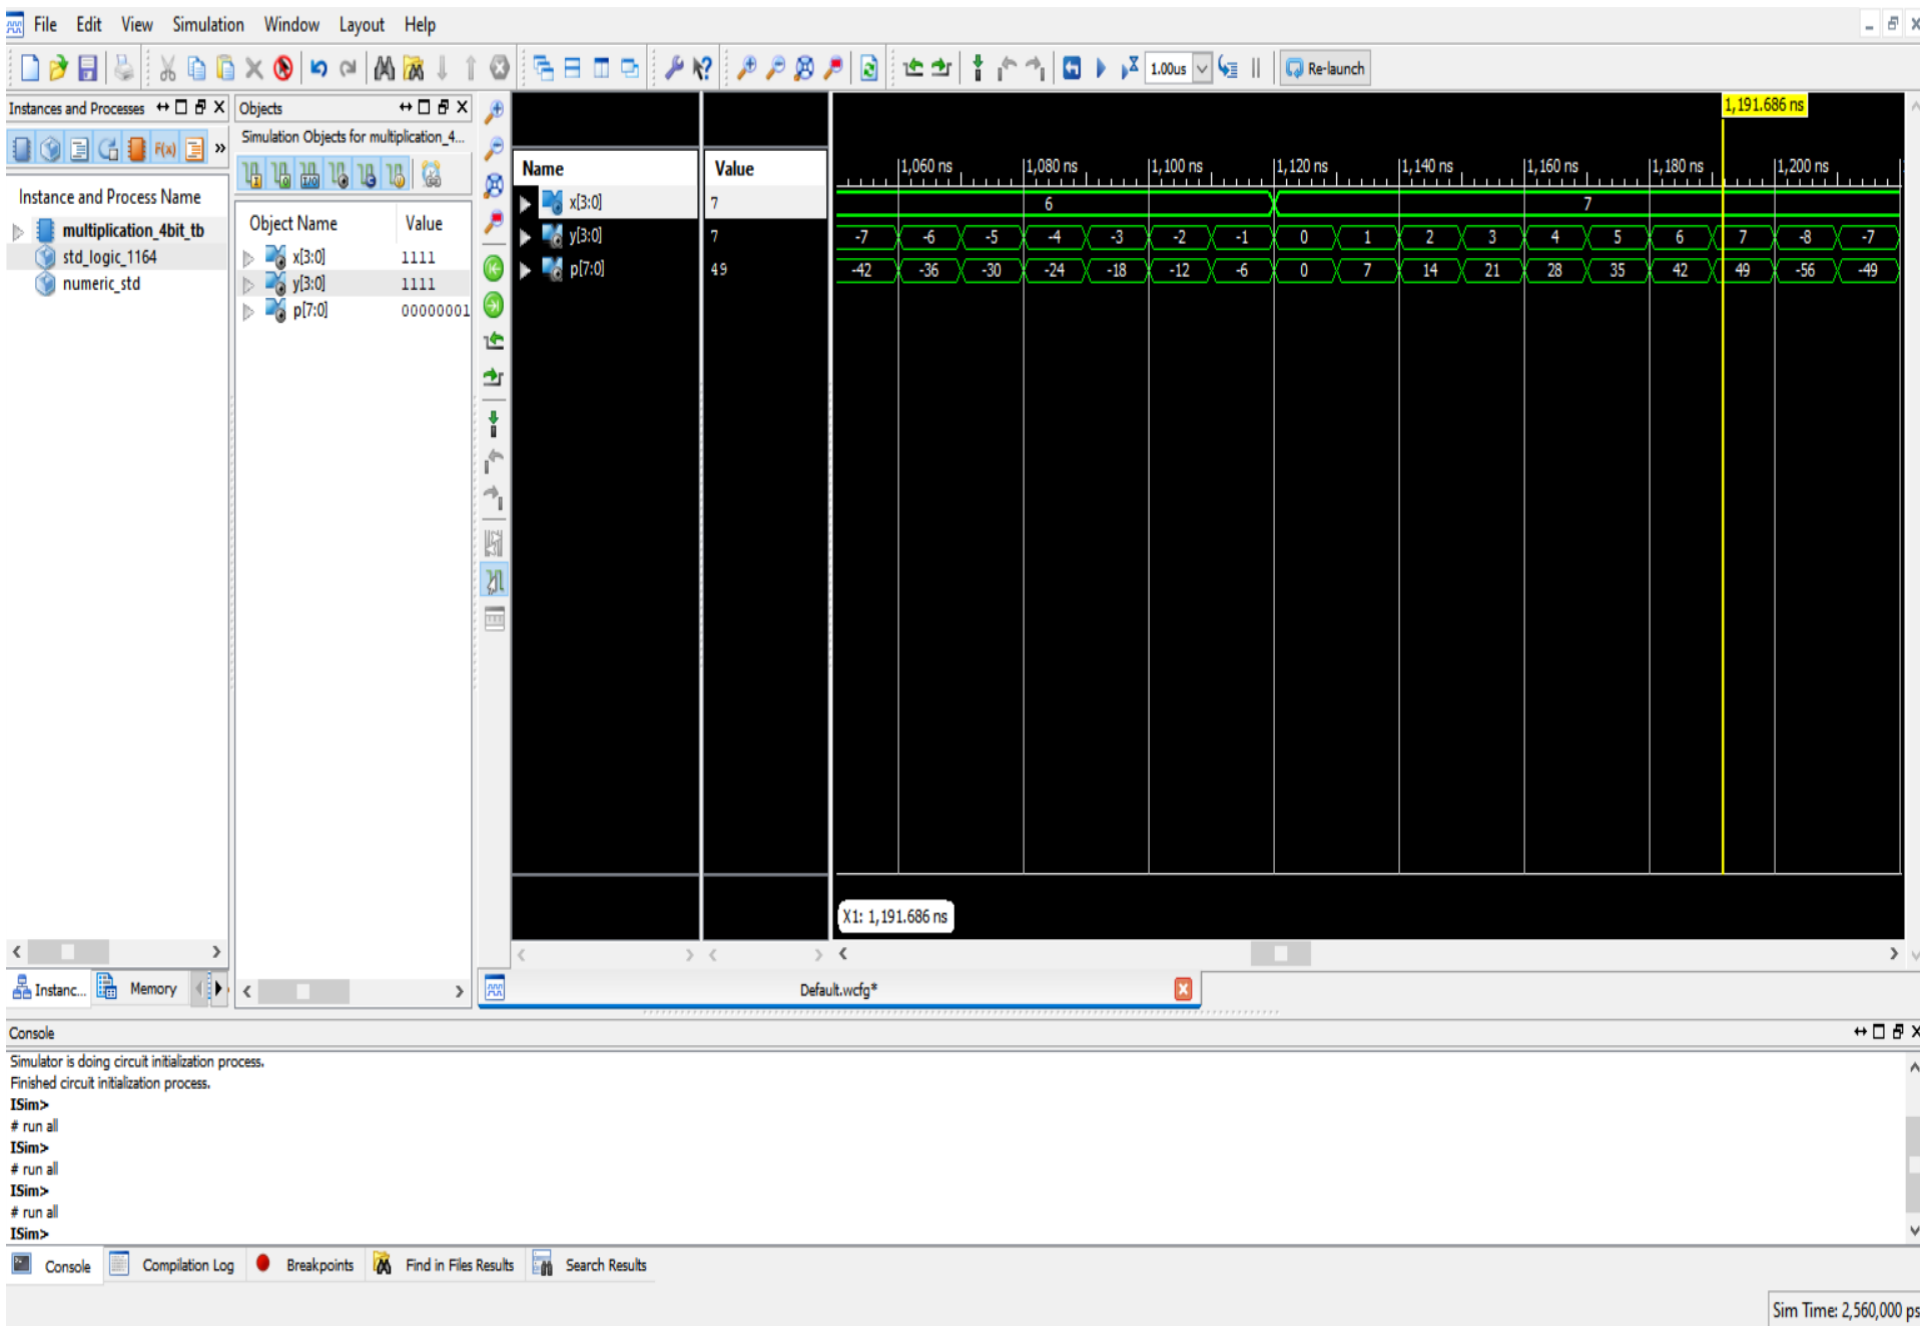 File Edit View Simulation Window Layout Help
1.00us Re-launch
Instances and Processes
F(x) »
Instance and Process Name
multiplication_4bit_tb
std_logic_1164
numeric_std
Instanc... Memory
Objects
Simulation Objects for multiplication_4...
Object Name Value
x[3:0] 1111
y[3:0] 1111
p[7:0] 00000001
Name Value
x[3:0] 7
y[3:0] 7
p[7:0] 49
1,191.686 ns
1,060 ns 1,080 ns 1,100 ns 1,120 ns 1,140 ns 1,160 ns 1,180 ns 1,200 ns
6 7
-7 -6 -5 -4 -3 -2 -1 0 1 2 3 4 5 6 7 -8 -7
-42 -36 -30 -24 -18 -12 -6 0 7 14 21 28 35 42 49 -56 -49
X1: 1,191.686 ns
Default.wcfg*
Console
Simulator is doing circuit initialization process.
Finished circuit initialization process.
ISim>
# run all
ISim>
# run all
ISim>
# run all
ISim>
Console Compilation Log Breakpoints Find in Files Results Search Results
Sim Time: 2,560,000 ps